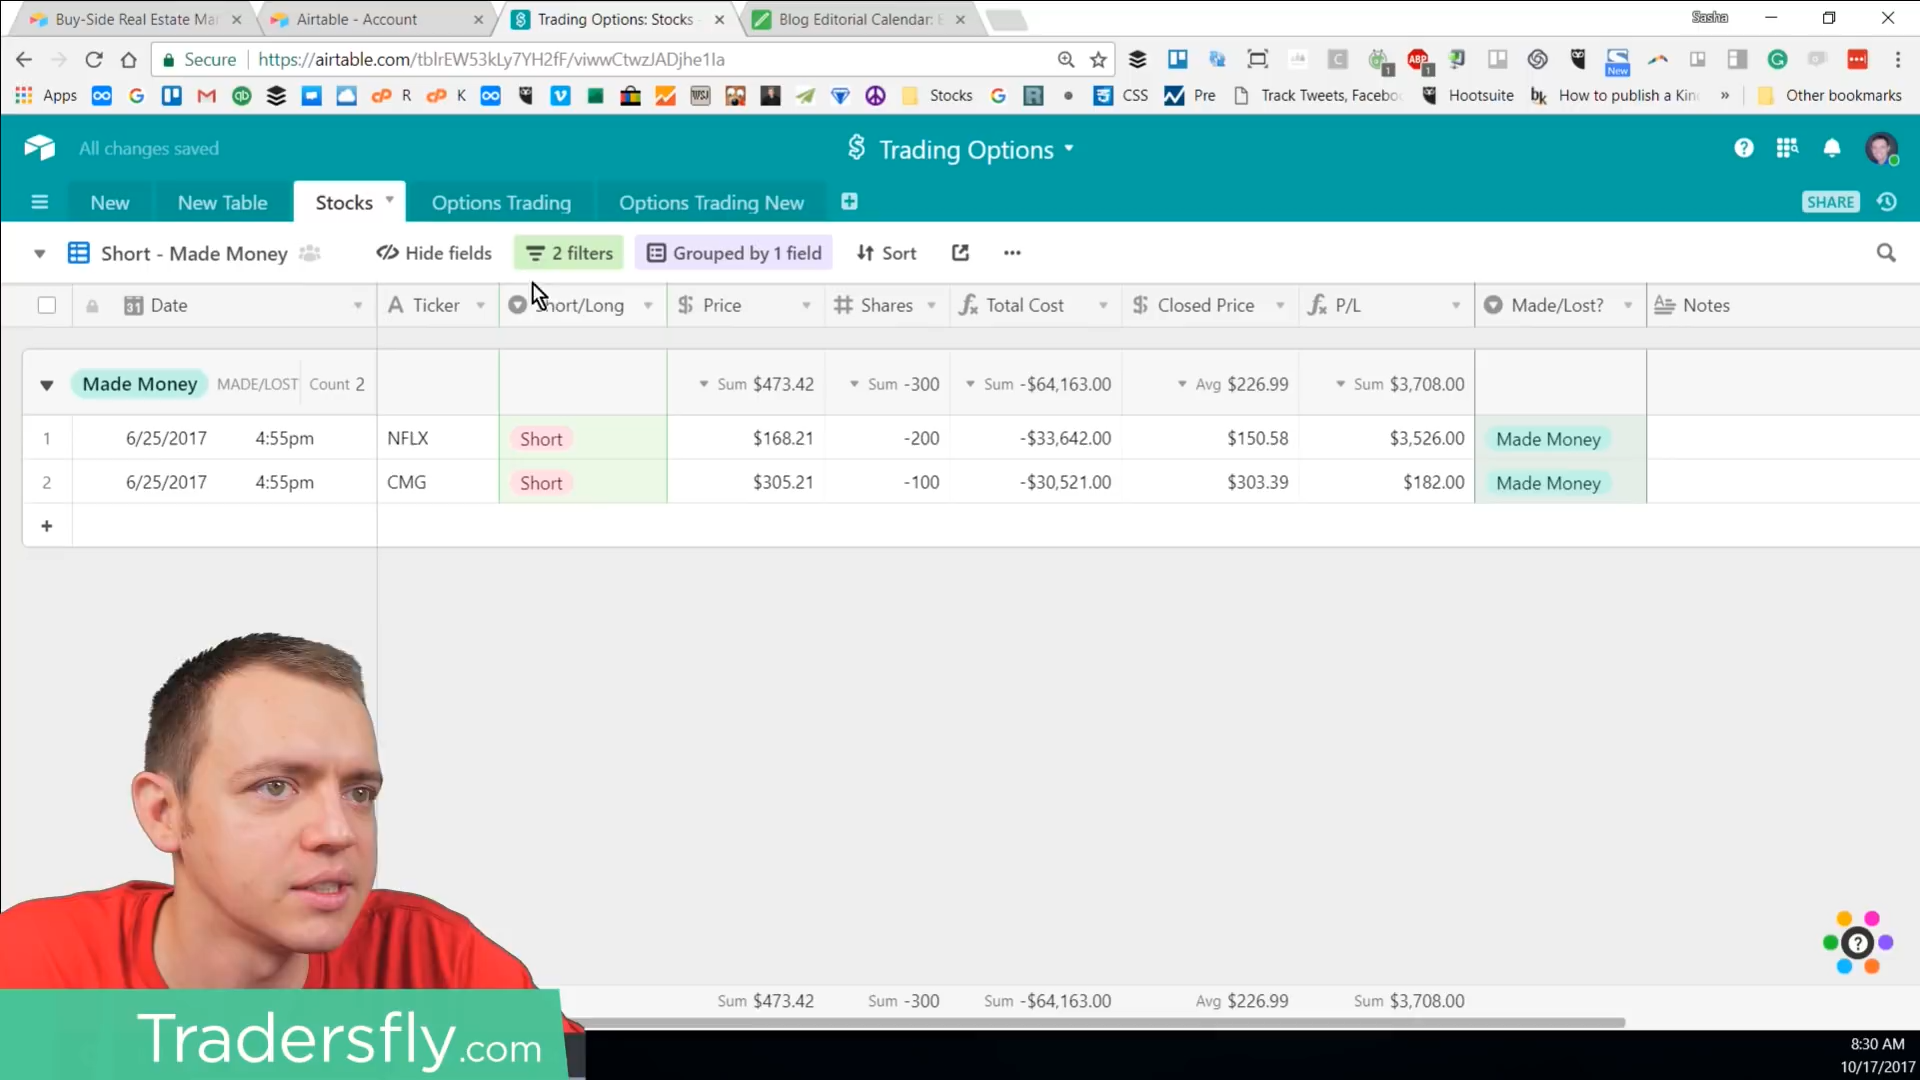 Buy-Side Real Estate Ma
Airtable - Account
Trading Options: Stocks
Blog Editorial Calendar:
Sasha
Secure
https://airtable.com/tblrEW53kLy7YH2fF/viwwCtwzJADjhe1Ia
C
1
ABP
1
New
Apps
R
K
WSJ
Stocks
CSS
Pre
Track Tweets, Facebo
Hootsuite
bk
How to publish a Kin
»
Other bookmarks
All changes saved
Trading Options
New
New Table
Stocks
Options Trading
Options Trading New
SHARE
Short - Made Money
Hide fields
2 filters
Grouped by 1 field
Sort
Date
Ticker
Short/Long
Price
Shares
Total Cost
Closed Price
P/L
Made/Lost?
Notes
Made Money
MADE/LOST
Count 2
Sum $473.42
Sum -300
Sum -$64,163.00
Avg $226.99
Sum $3,708.00
1
6/25/2017
4:55pm
NFLX
Short
$168.21
-200
-$33,642.00
$150.58
$3,526.00
Made Money
2
6/25/2017
4:55pm
CMG
Short
$305.21
-100
-$30,521.00
$303.39
$182.00
Made Money
+
Sum $473.42
Sum -300
Sum -$64,163.00
Avg $226.99
Sum $3,708.00
Tradersfly.com
8:30 AM
10/17/2017